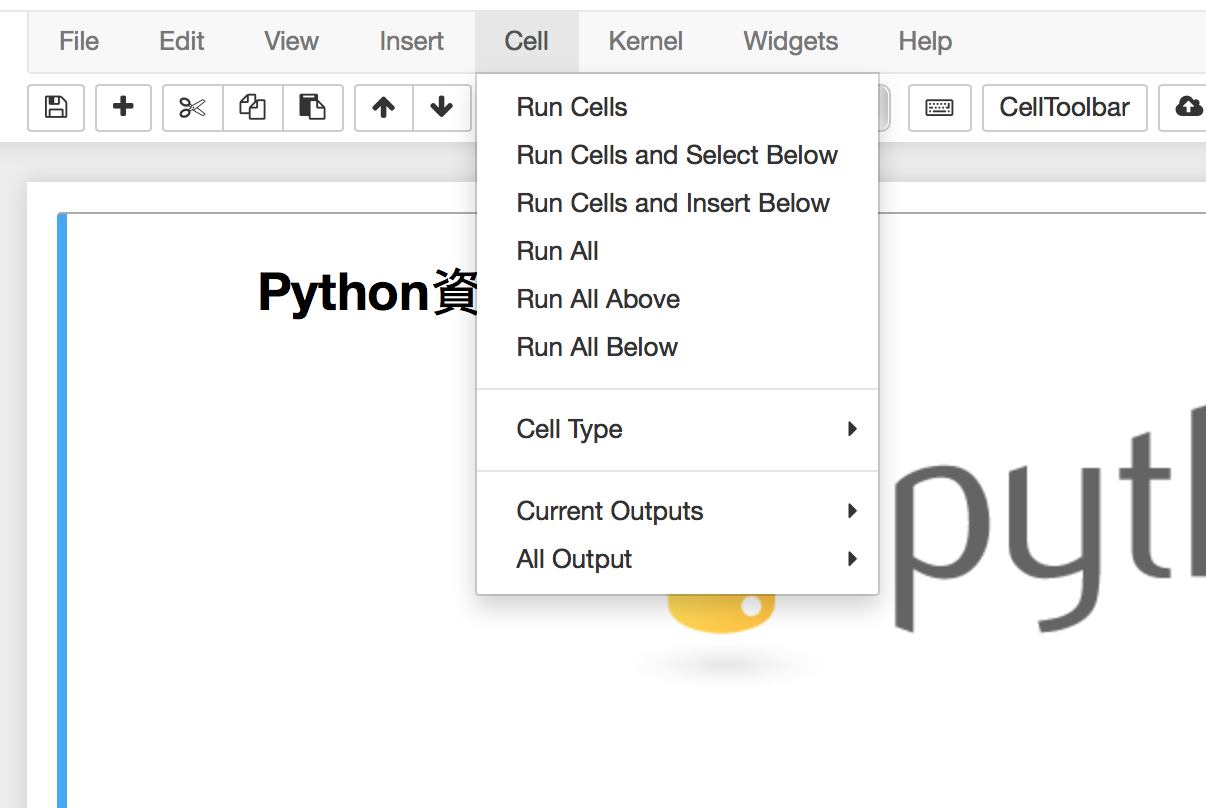 File Edit View Insert Cell Kernel Widgets Help
CellToolbar
Run Cells
Run Cells and Select Below
Run Cells and Insert Below
Run All
Run All Above
Run All Below
Cell Type
Current Outputs
All Output
Python資
pyt